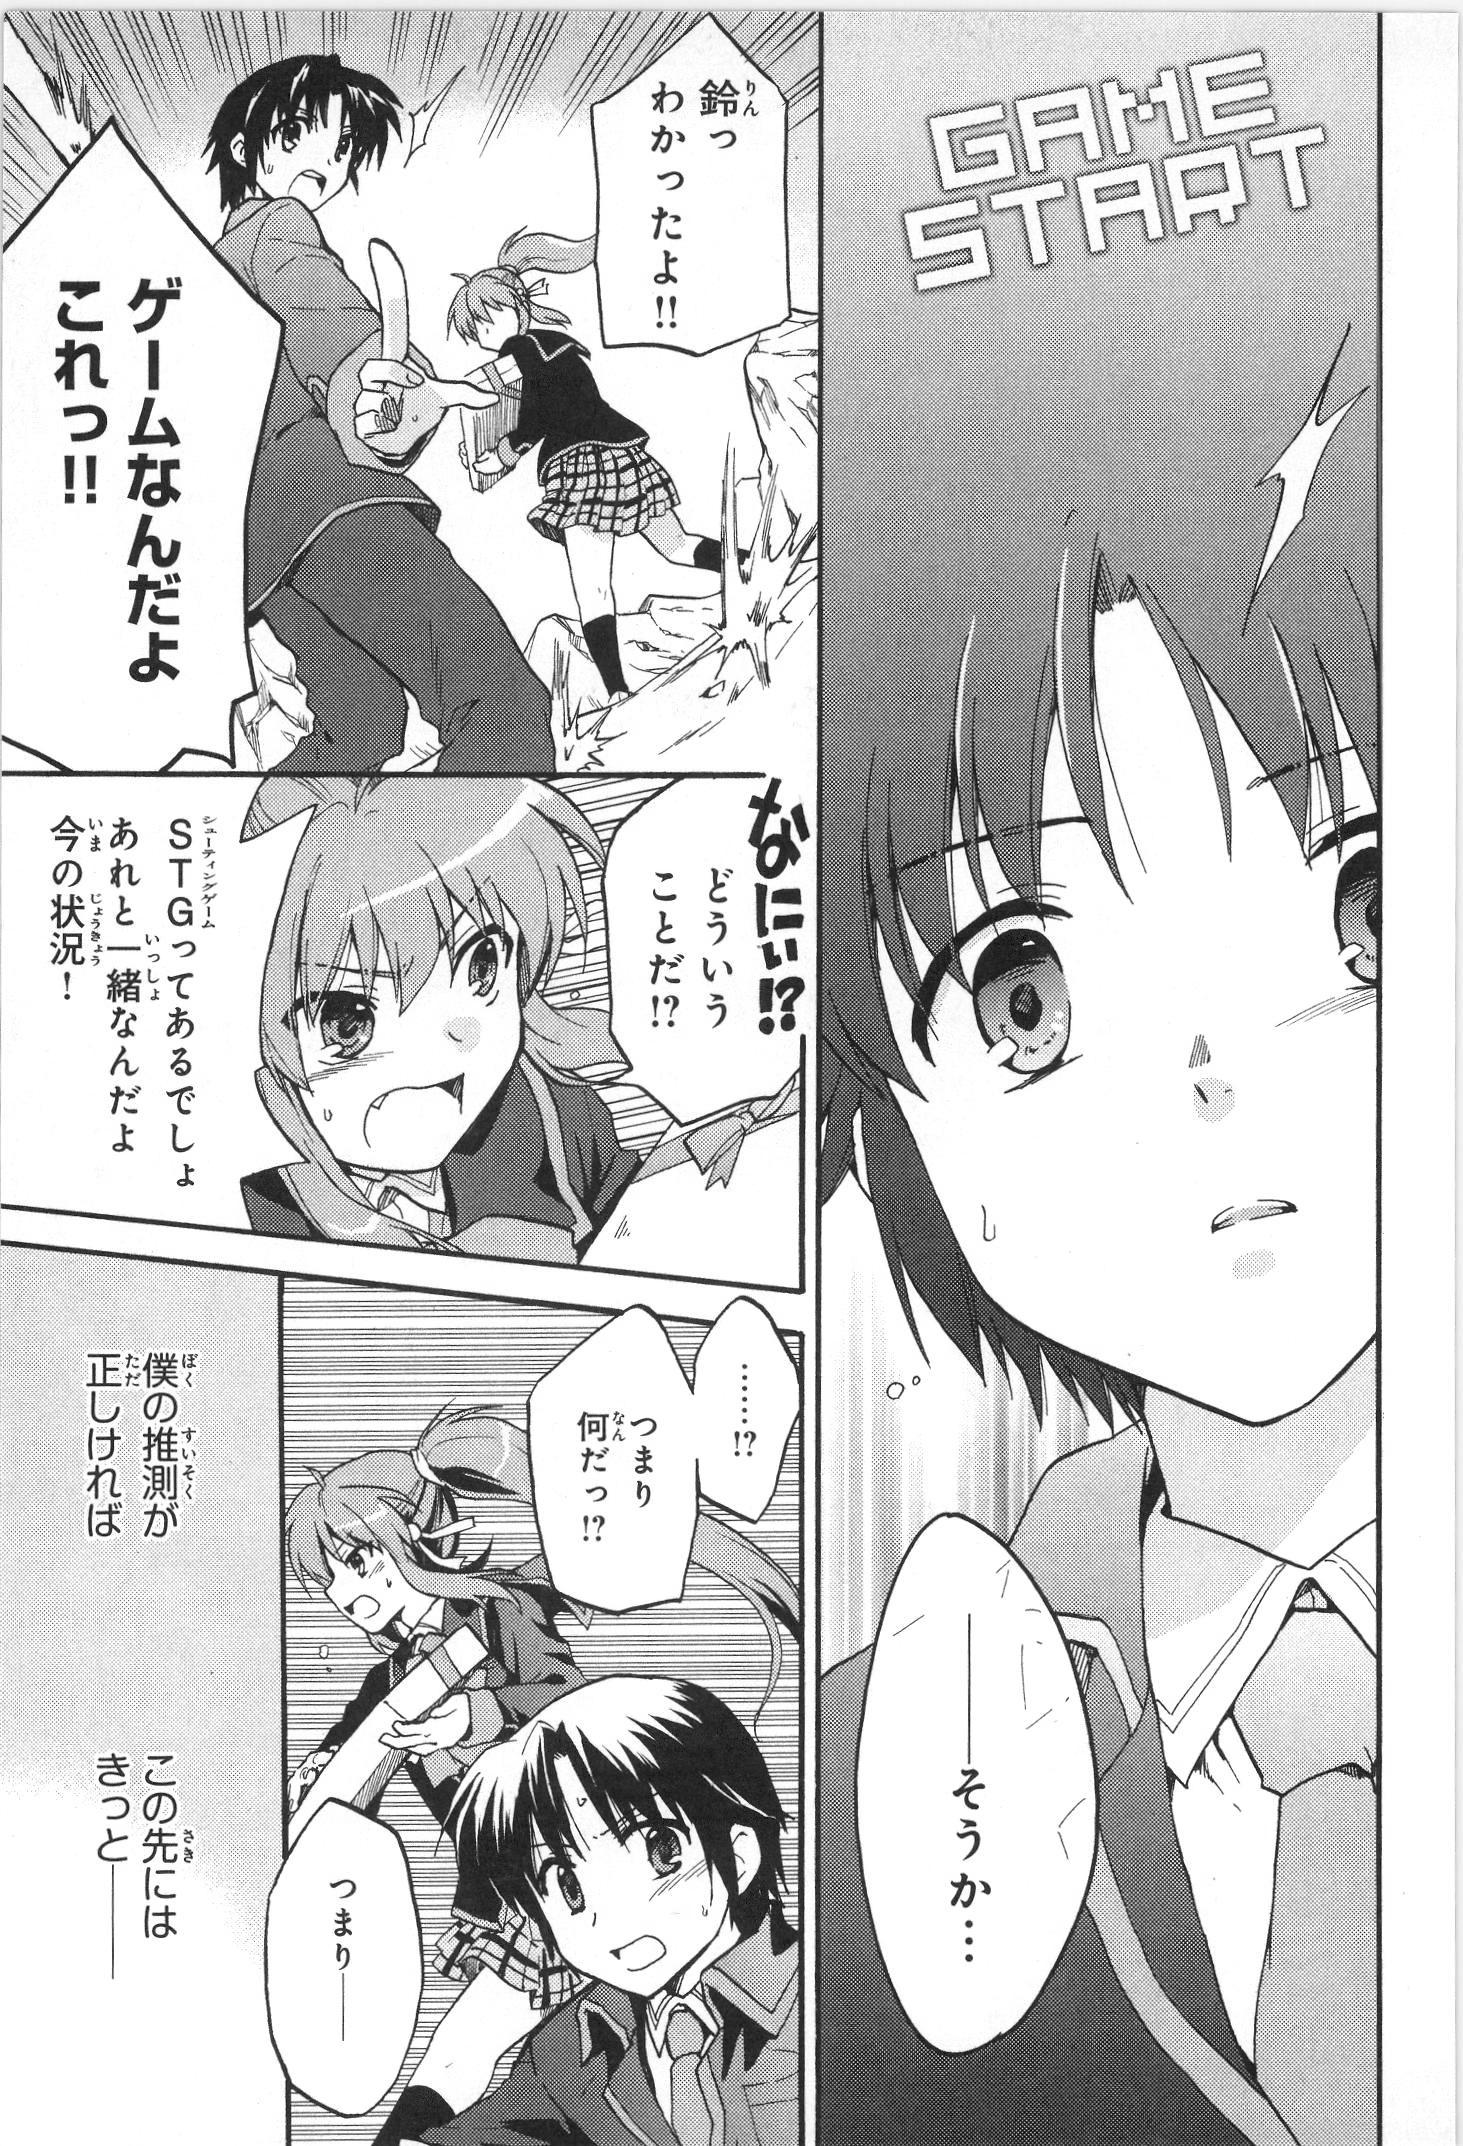 GAME
START
――そうか…
鈴っ
わかったよ!!
ゲームなんだよ
これっ!!
なにぃ!?
どういう
ことだ!?
STGってあるでしょ
あれと一緒なんだよ
今の状況!
……!?
つまり
何だっ!?
つまり――
僕の推測が
正しければ
この先には
きっと――